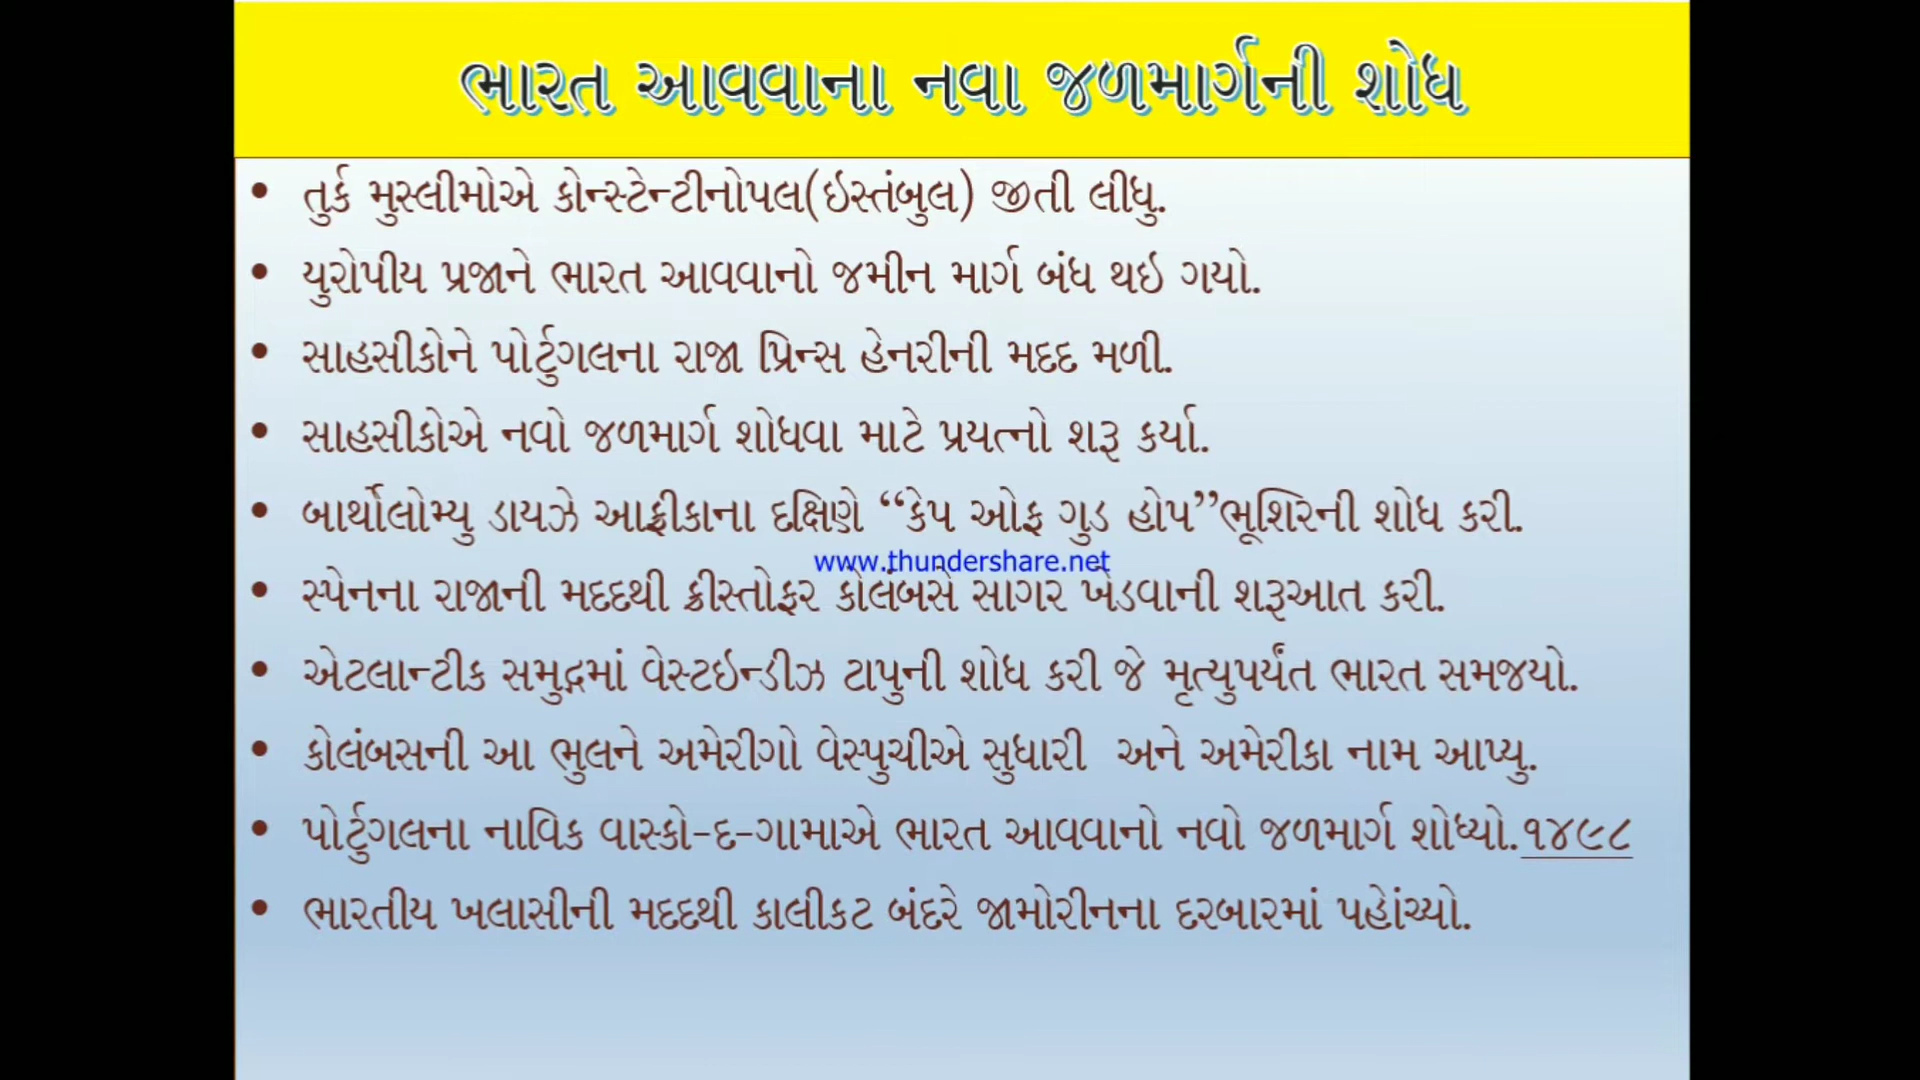 ભારત આવવાના નવા જળમાર્ગની શોધ
• તુર્ક મુસ્લીમોએ કોન્સ્ટેન્ટીનોપલ(ઇસ્તંબુલ) જીતી લીધુ.
• યુરોપીય પ્રજાને ભારત આવવાનો જમીન માર્ગ બંધ થઇ ગયો.
• સાહસીકોને પોર્ટુગલના રાજા પ્રિન્સ હેનરીની મદદ મળી.
• સાહસીકોએ નવો જળમાર્ગ શોધવા માટે પ્રયત્નો શરૂ કર્યા.
• બાર્થોલોમ્યુ ડાયઝે આફ્રીકાના દક્ષિણે “કેપ ઓફ ગુડ હોપ”ભૂશિરની શોધ કરી.
www.thundershare.net
• સ્પેનના રાજાની મદદથી ક્રીસ્તોફર કોલંબસે સાગર ખેડવાની શરૂઆત કરી.
• એટલાન્ટીક સમુદ્રમાં વેસ્ટઇન્ડીઝ ટાપુની શોધ કરી જે મૃત્યુપર્યંત ભારત સમજયો.
• કોલંબસની આ ભુલને અમેરીગો વેસ્પુચીએ સુધારી અને અમેરીકા નામ આપ્યુ.
• પોર્ટુગલના નાવિક વાસ્કો-દ-ગામાએ ભારત આવવાનો નવો જળમાર્ગ શોધ્યો.૧૪૯૮
• ભારતીય ખલાસીની મદદથી કાલીકટ બંદરે જામોરીનના દરબારમાં પહોંચ્યો.